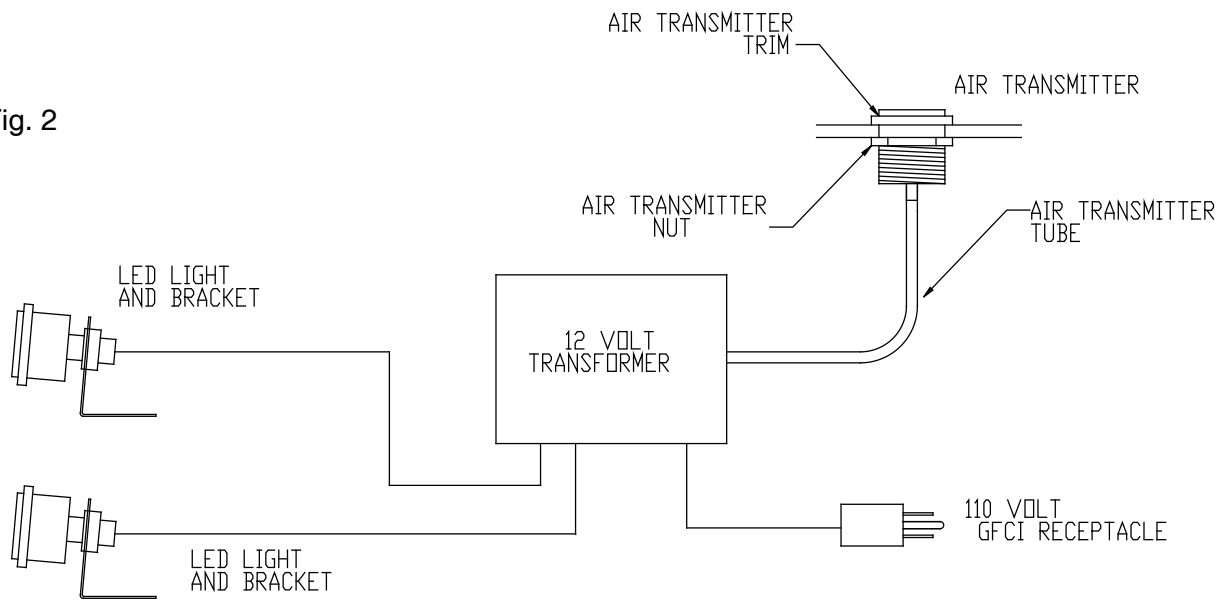 AIR TRANSMITTER
TRIM
AIR TRANSMITTER
Fig. 2
AIR TRANSMITTER
NUT
AIR TRANSMITTER
TUBE
LED LIGHT
AND BRACKET
12 VOLT
TRANSFORMER
110 VOLT
GFCI RECEPTACLE
LED LIGHT
AND BRACKET